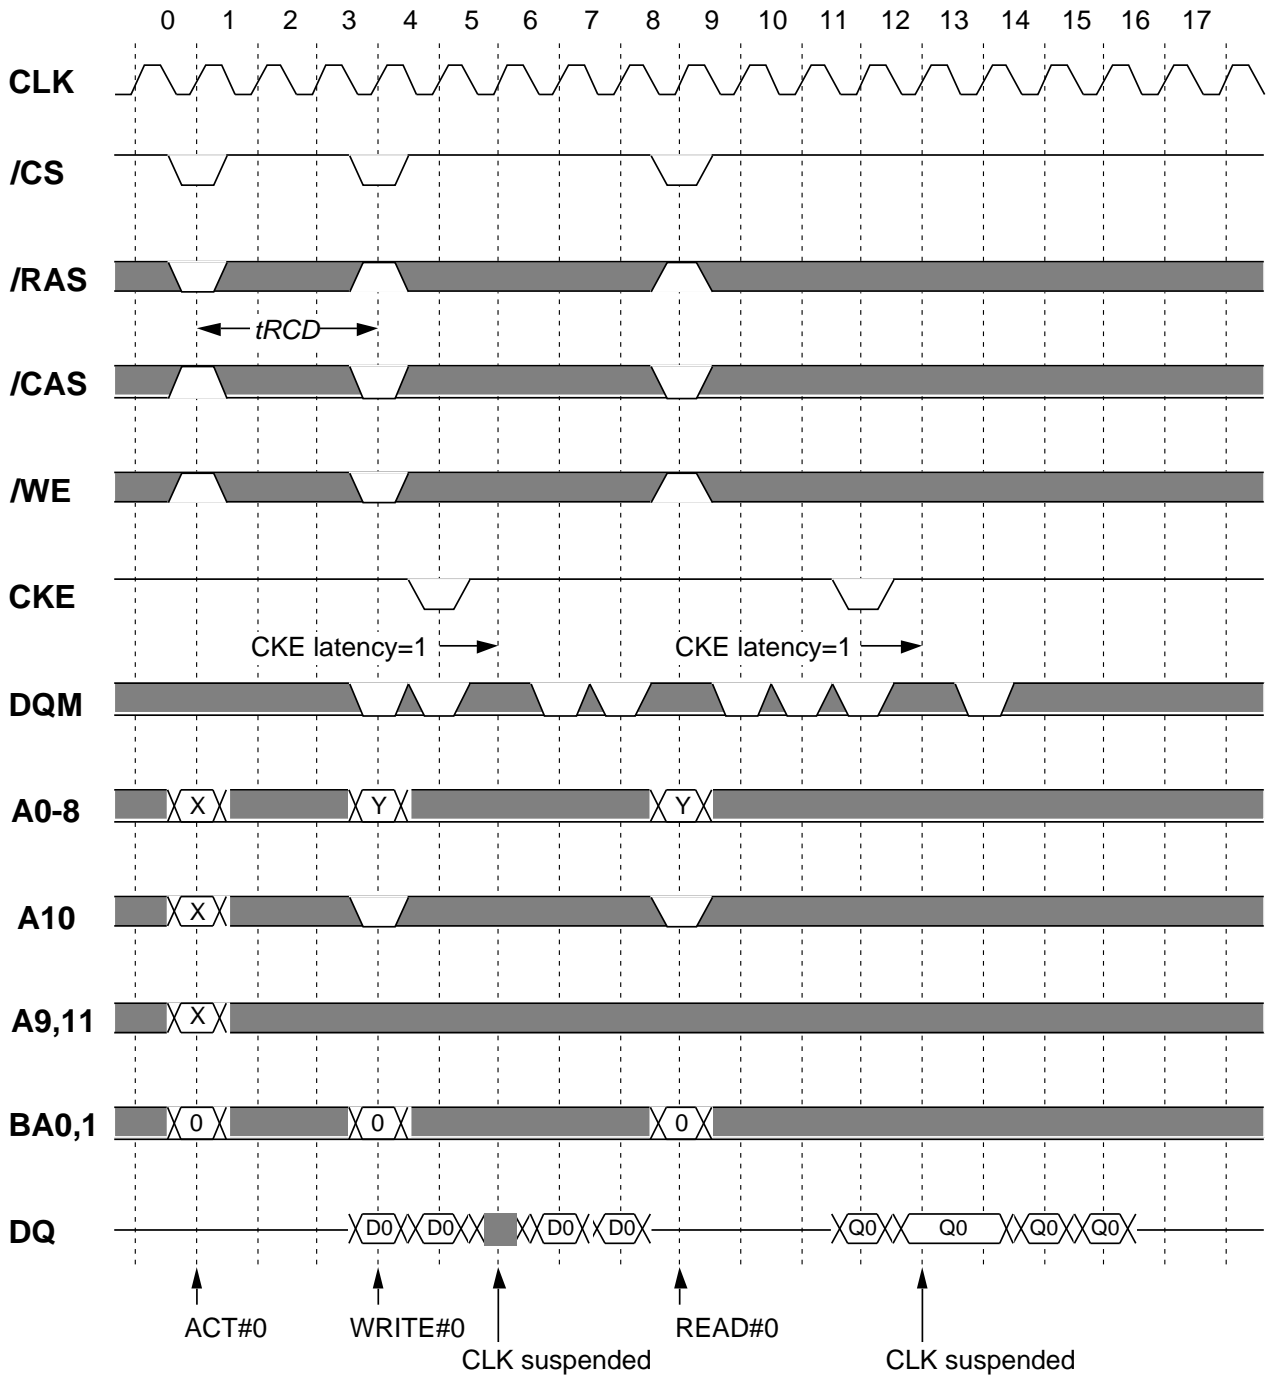 0 1 2 3 4 5 6 7 8 9 10 11 12 13 14 15 16 17
CLK
/CS
/RAS
tRCD
/CAS
/WE
CKE
CKE latency=1 CKE latency=1
DQM
A0-8 X Y Y
A10 X
A9,11 X
BA0,1 0 0 0
DQ D0 D0 D0 D0 Q0 Q0 Q0 Q0
ACT#0 WRITE#0 READ#0
CLK suspended CLK suspended